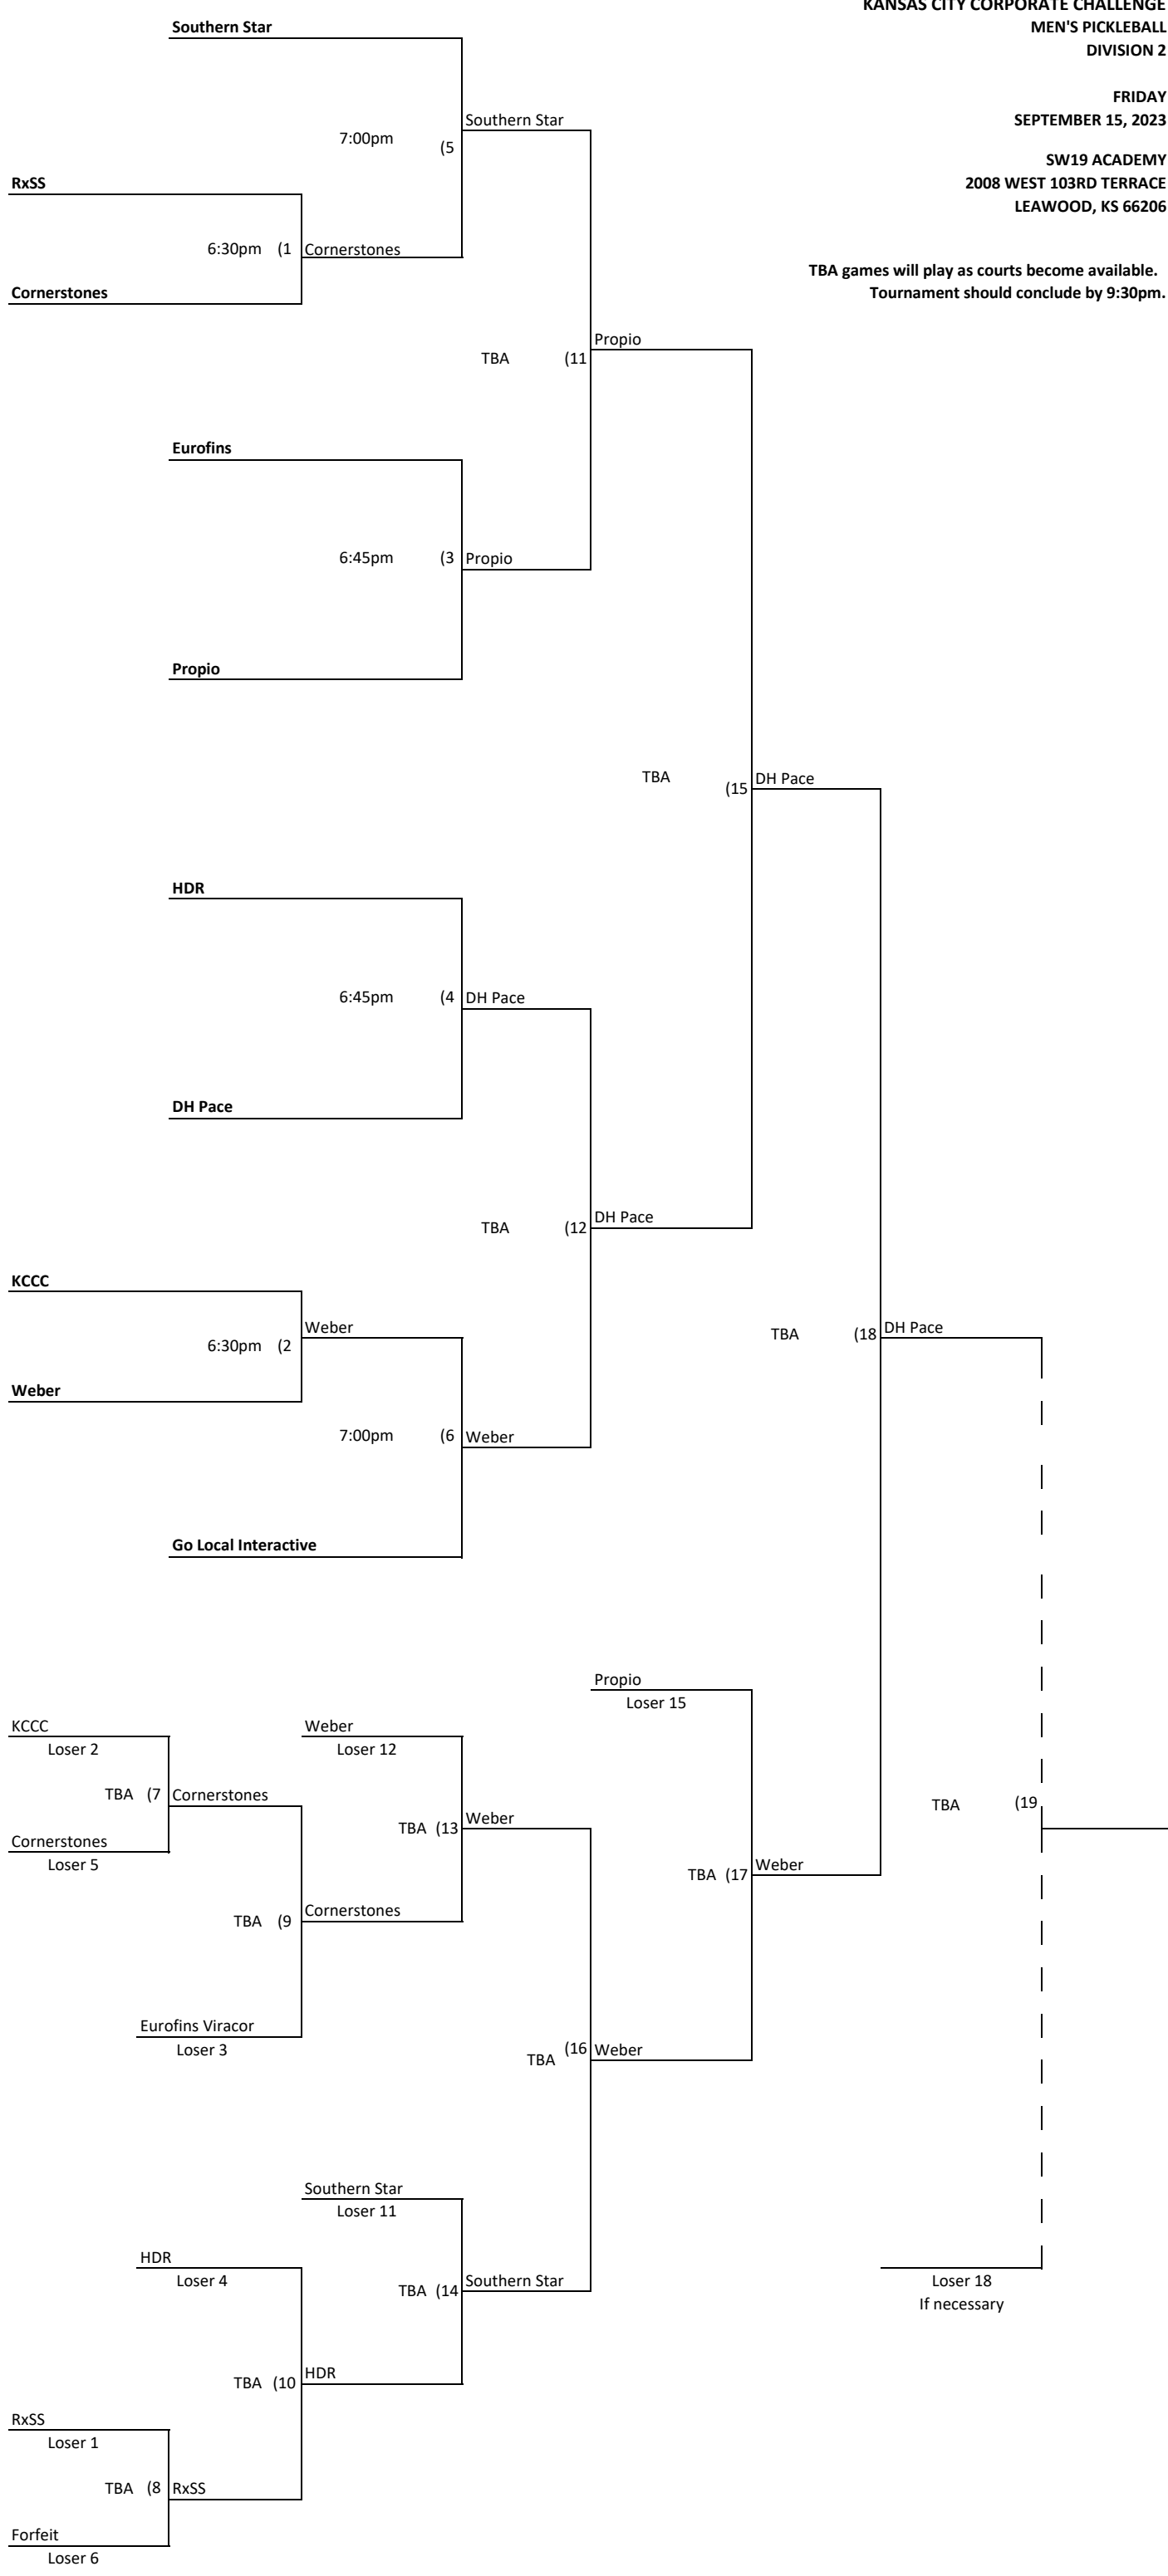 KANSAS CITY CORPORATE CHALLENGE
MEN'S PICKLEBALL
DIVISION 2
FRIDAY
SEPTEMBER 15, 2023
SW19 ACADEMY
2008 WEST 103RD TERRACE
LEAWOOD, KS 66206
TBA games will play as courts become available.
Tournament should conclude by 9:30pm.
Southern Star
Southern Star
7:00pm (5
RxSS
6:30pm (1 Cornerstones
Cornerstones
Propio
TBA (11
Eurofins
6:45pm (3 Propio
Propio
TBA (15 DH Pace
HDR
6:45pm (4 DH Pace
DH Pace
TBA (12 DH Pace
KCCC
Weber
6:30pm (2
TBA (18 DH Pace
Weber
7:00pm (6 Weber
Go Local Interactive
Propio
Loser 15
KCCC
Loser 2
Weber
Loser 12
TBA (7 Cornerstones
TBA (19
TBA (13 Weber
Cornerstones
Loser 5
TBA (17 Weber
TBA (9 Cornerstones
Eurofins Viracor
Loser 3
TBA (16 Weber
Southern Star
Loser 11
HDR
Loser 4
TBA (14 Southern Star
Loser 18
If necessary
TBA (10 HDR
RxSS
Loser 1
TBA (8 RxSS
Forfeit
Loser 6